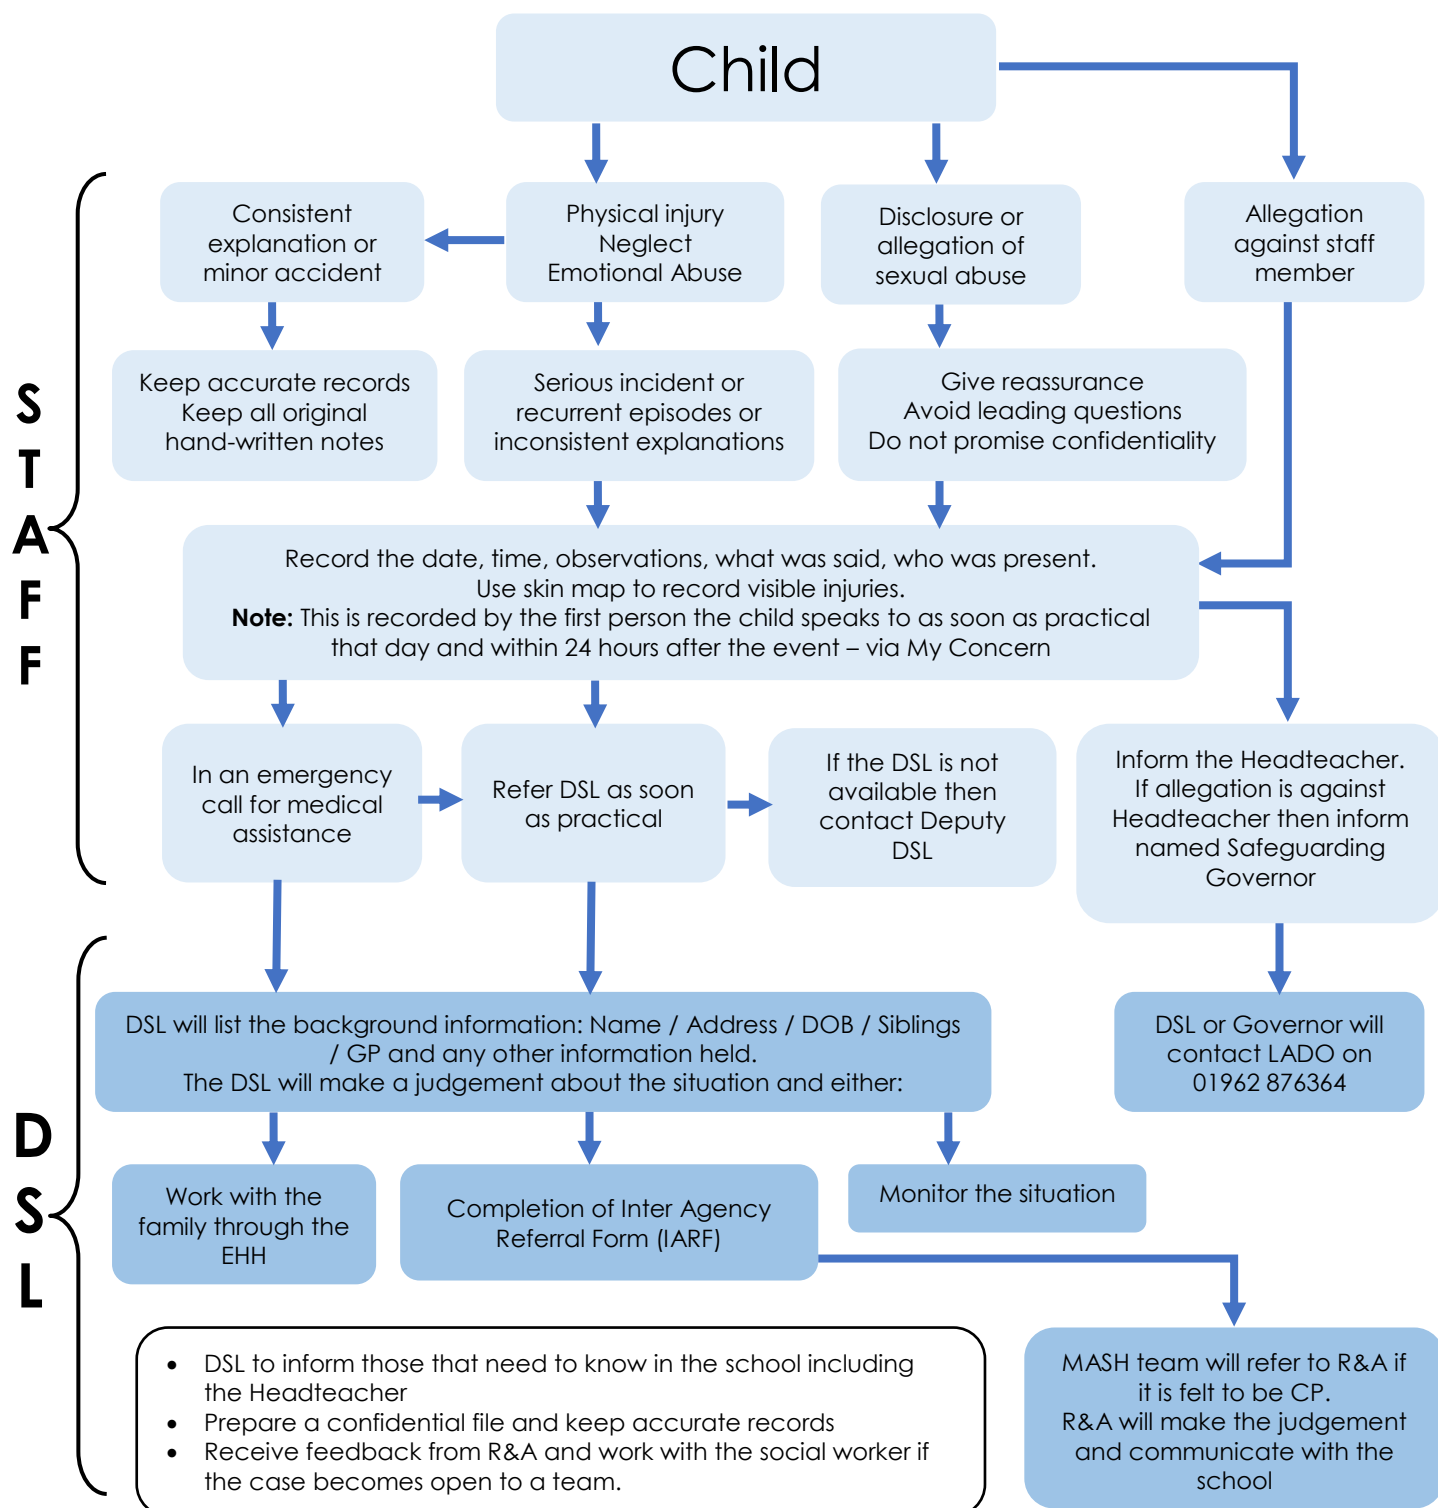 Child
Consistent
explanation or
minor accident
Physical injury
Neglect
Emotional Abuse
Disclosure or
allegation of
sexual abuse
Allegation
against staff
member
Keep accurate records
Keep all original
hand-written notes
Serious incident or
recurrent episodes or
inconsistent explanations
Give reassurance
Avoid leading questions
Do not promise confidentiality
S
T
A
F
F
Record the date, time, observations, what was said, who was present.
Use skin map to record visible injuries.
Note: This is recorded by the first person the child speaks to as soon as practical
that day and within 24 hours after the event – via My Concern
In an emergency
call for medical
assistance
Refer DSL as soon
as practical
If the DSL is not
available then
contact Deputy
DSL
Inform the Headteacher.
If allegation is against
Headteacher then inform
named Safeguarding
Governor
DSL will list the background information: Name / Address / DOB / Siblings
/ GP and any other information held.
The DSL will make a judgement about the situation and either:
DSL or Governor will
contact LADO on
01962 876364
D
S
L
Work with the
family through the
EHH
Completion of Inter Agency
Referral Form (IARF)
Monitor the situation
• DSL to inform those that need to know in the school including
the Headteacher
• Prepare a confidential file and keep accurate records
• Receive feedback from R&A and work with the social worker if
the case becomes open to a team.
MASH team will refer to R&A if
it is felt to be CP.
R&A will make the judgement
and communicate with the
school